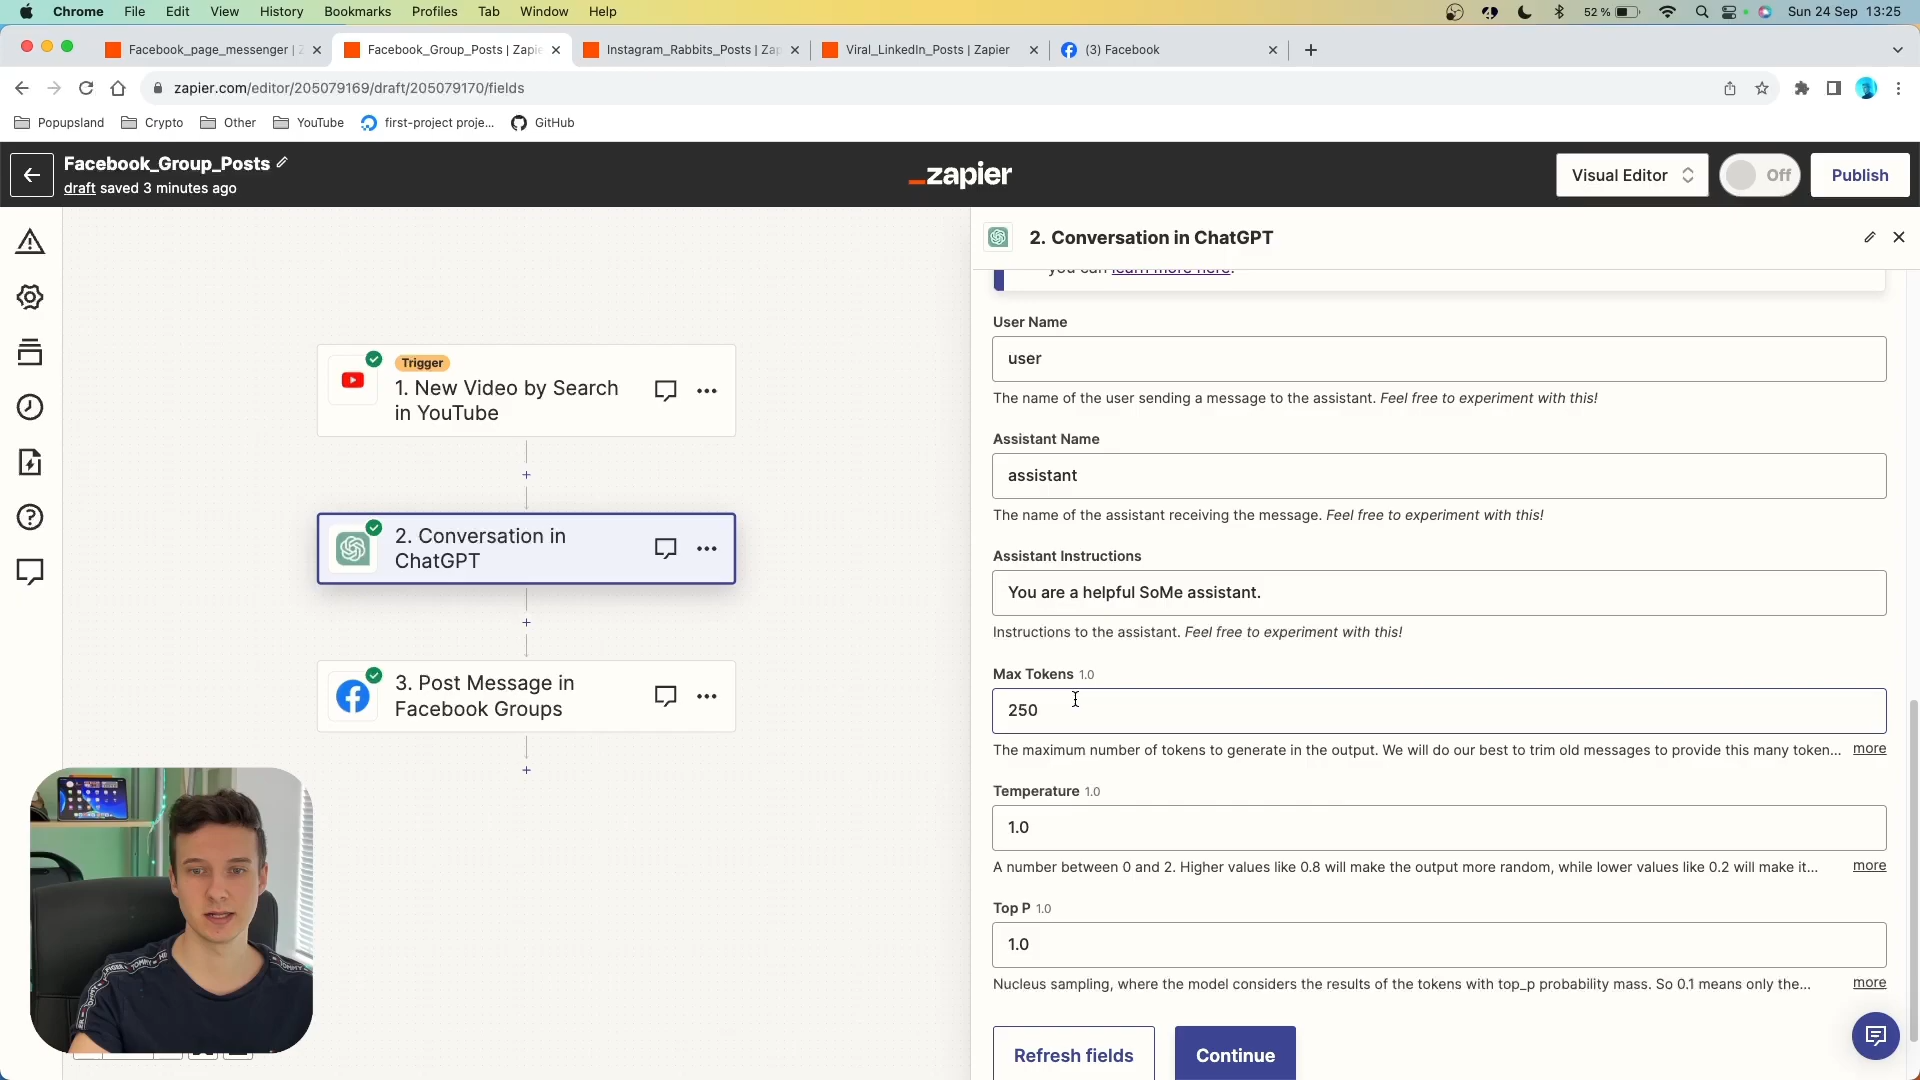 Chrome File Edit View History Bookmarks Profiles Tab Window Help 52 % Sun 24 Sep 13:25
Facebook_page_messenger | Facebook_Group_Posts | Zapie Instagram_Rabbits_Posts | Zap Viral_LinkedIn_Posts | Zapier (3) Facebook
zapier.com/editor/205079169/draft/205079170/fields
Popupsland Crypto Other YouTube first-project proje... GitHub
Facebook_Group_Posts
draft saved 3 minutes ago
_zapier
Visual Editor
Off
Publish
Trigger
1. New Video by Search
in YouTube
2. Conversation in
ChatGPT
3. Post Message in
Facebook Groups
2. Conversation in ChatGPT
you can learn more here.
User Name
user
The name of the user sending a message to the assistant. Feel free to experiment with this!
Assistant Name
assistant
The name of the assistant receiving the message. Feel free to experiment with this!
Assistant Instructions
You are a helpful SoMe assistant.
Instructions to the assistant. Feel free to experiment with this!
Max Tokens 1.0
250
The maximum number of tokens to generate in the output. We will do our best to trim old messages to provide this many token... more
Temperature 1.0
1.0
A number between 0 and 2. Higher values like 0.8 will make the output more random, while lower values like 0.2 will make it... more
Top P 1.0
1.0
Nucleus sampling, where the model considers the results of the tokens with top_p probability mass. So 0.1 means only the... more
Refresh fields
Continue